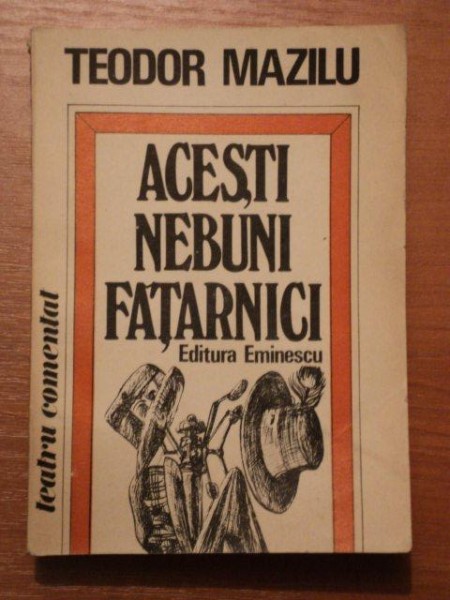 TEODOR MAZILU
ACEȘTI
NEBUNI
FĂȚARNICI
Editura Eminescu
teatru comentat